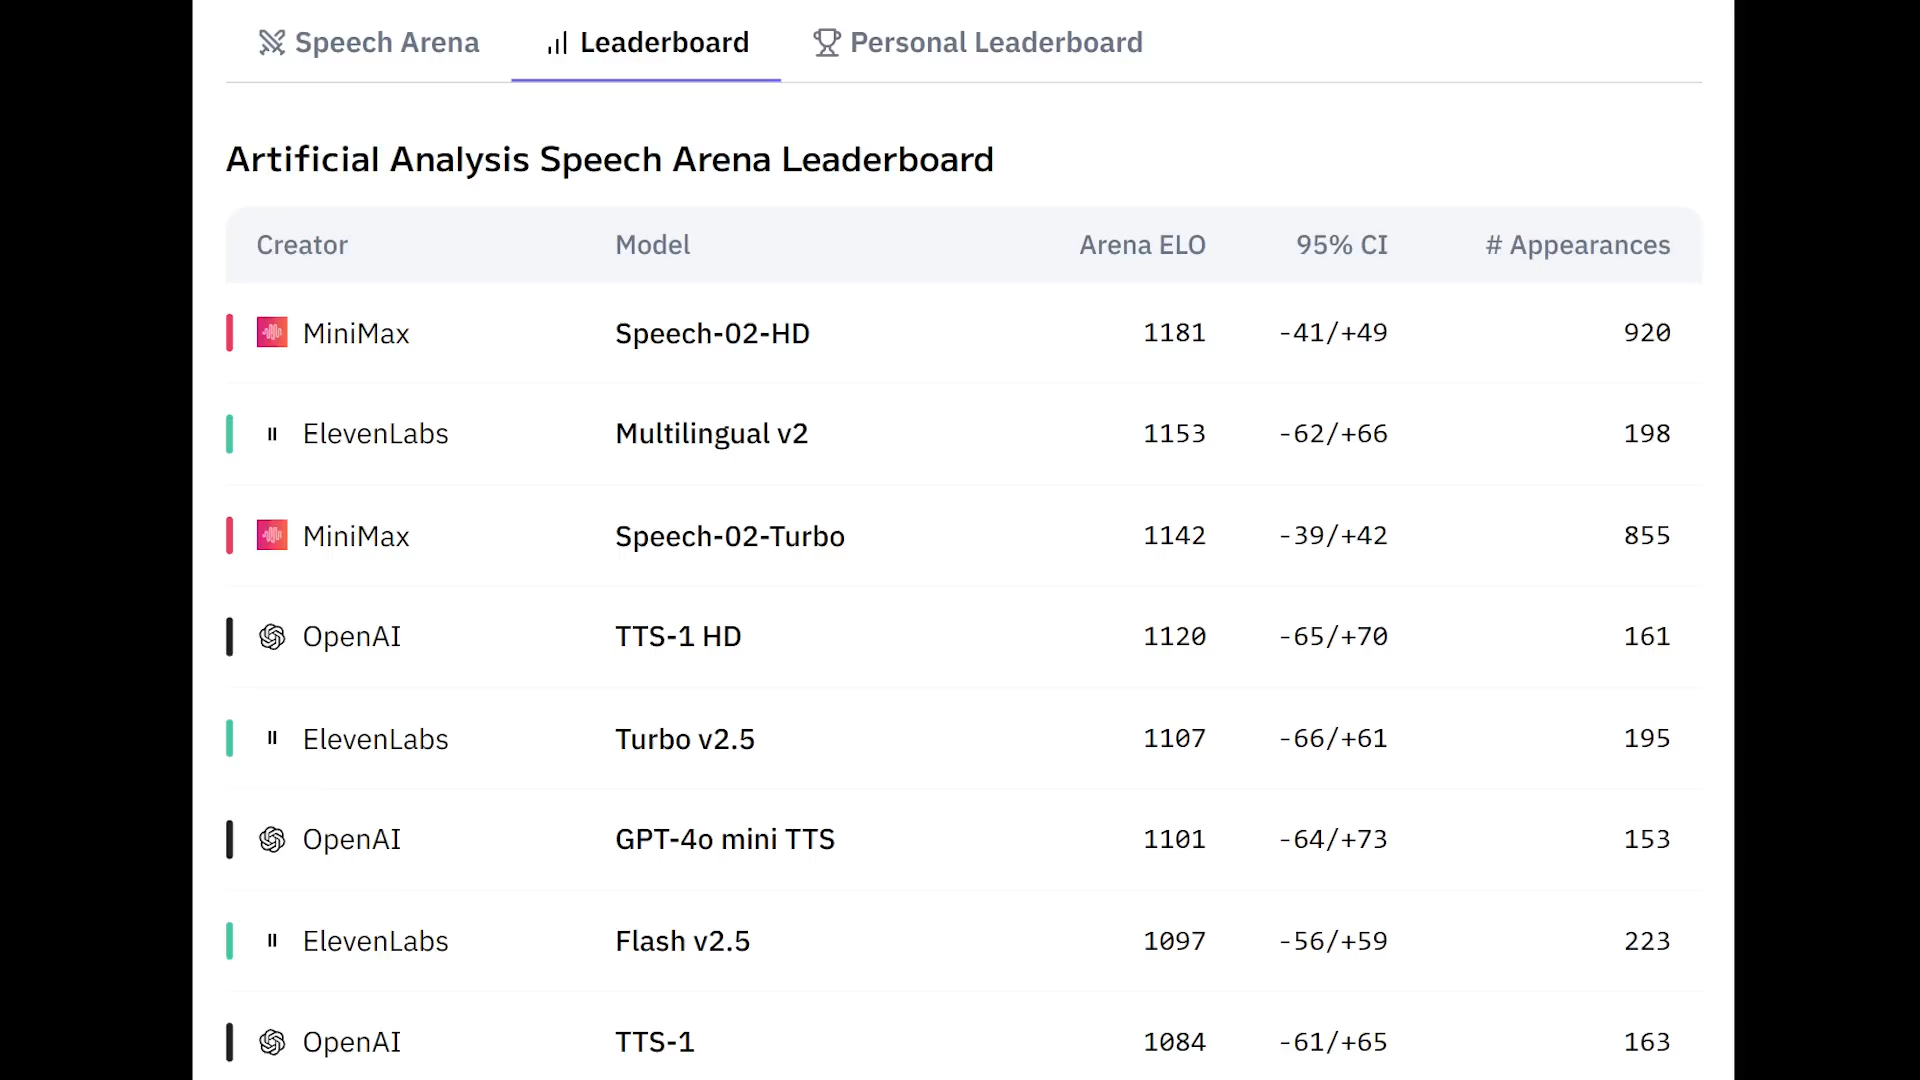 Speech Arena Leaderboard Personal Leaderboard
Artificial Analysis Speech Arena Leaderboard
Creator Model Arena ELO 95% CI # Appearances
MiniMax Speech-02-HD 1181 -41/+49 920
ElevenLabs Multilingual v2 1153 -62/+66 198
MiniMax Speech-02-Turbo 1142 -39/+42 855
OpenAI TTS-1 HD 1120 -65/+70 161
ElevenLabs Turbo v2.5 1107 -66/+61 195
OpenAI GPT-4o mini TTS 1101 -64/+73 153
ElevenLabs Flash v2.5 1097 -56/+59 223
OpenAI TTS-1 1084 -61/+65 163